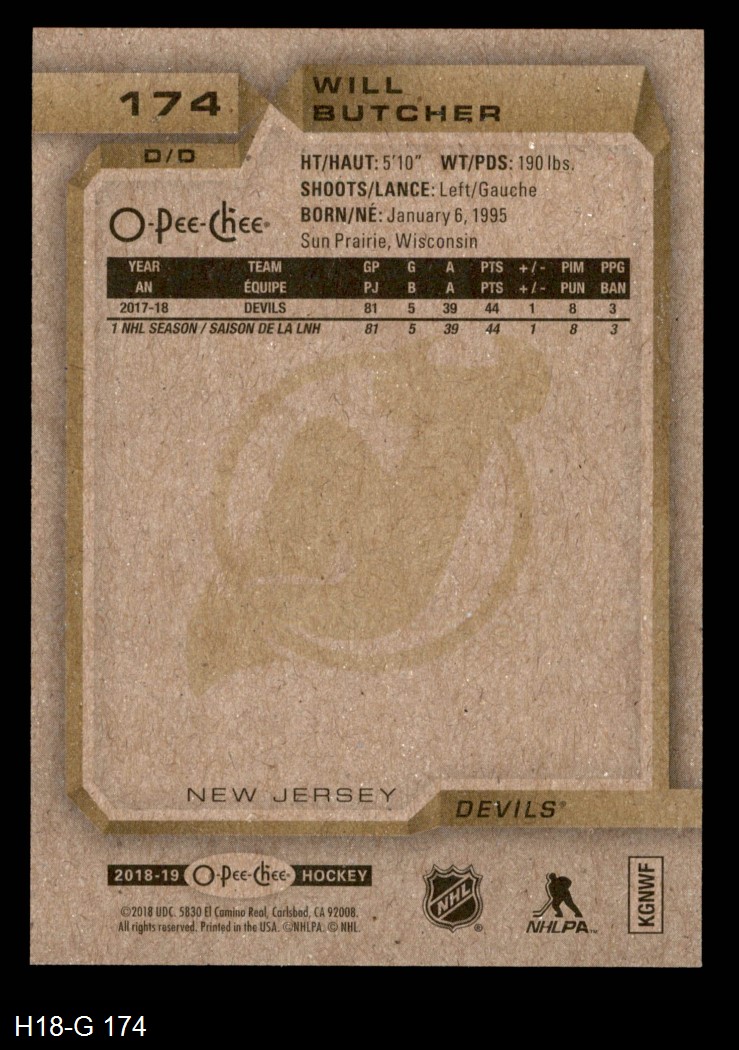 174
WILL
BUTCHER
D/D
HT/HAUT: 5'10" WT/PDS: 190 lbs.
SHOOTS/LANCE: Left/Gauche
BORN/NÉ: January 6, 1995
Sun Prairie, Wisconsin
O-Pee-Chee
YEAR TEAM GP G A PTS +/- PIM PPG
AN ÉQUIPE PJ B A PTS +/- PUN BAN
2017-18 DEVILS 81 5 39 44 1 8 3
1 NHL SEASON / SAISON DE LA LNH 81 5 39 44 1 8 3
NEW JERSEY
DEVILS
2018-19 O-Pee-Chee HOCKEY
©2018 UDC. 5830 El Camino Real, Carlsbad, CA 92008.
All rights reserved. Printed in the USA. ©NHLPA. © NHL.
NHL
NHLPA™
KGNWF
H18-G 174